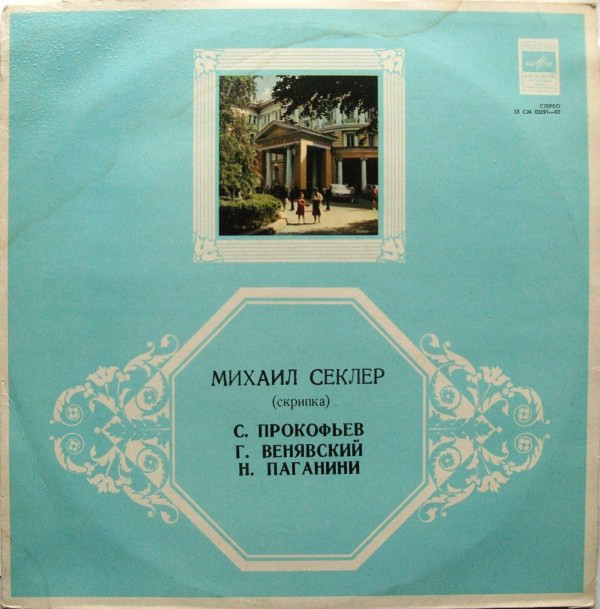 СТЕРЕО
МИХАИЛ СЕКЛЕР
(скрипка)
С. ПРОКОФЬЕВ
Г. ВЕНЯВСКИЙ
Н. ПАГАНИНИ